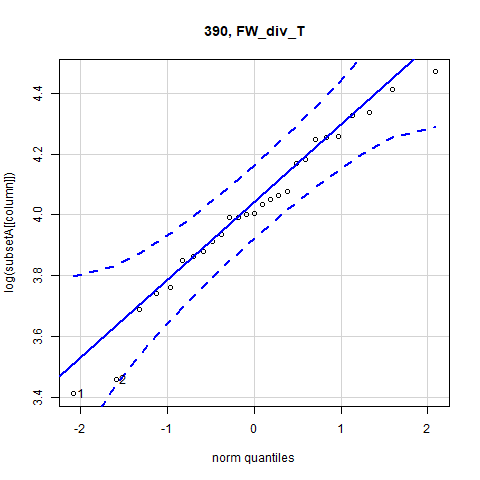 390, FW_div_T
log(subsetA[[column]])
4.4
4.2
4.0
3.8
3.6
3.4
1
2
-2 -1 0 1 2
norm quantiles